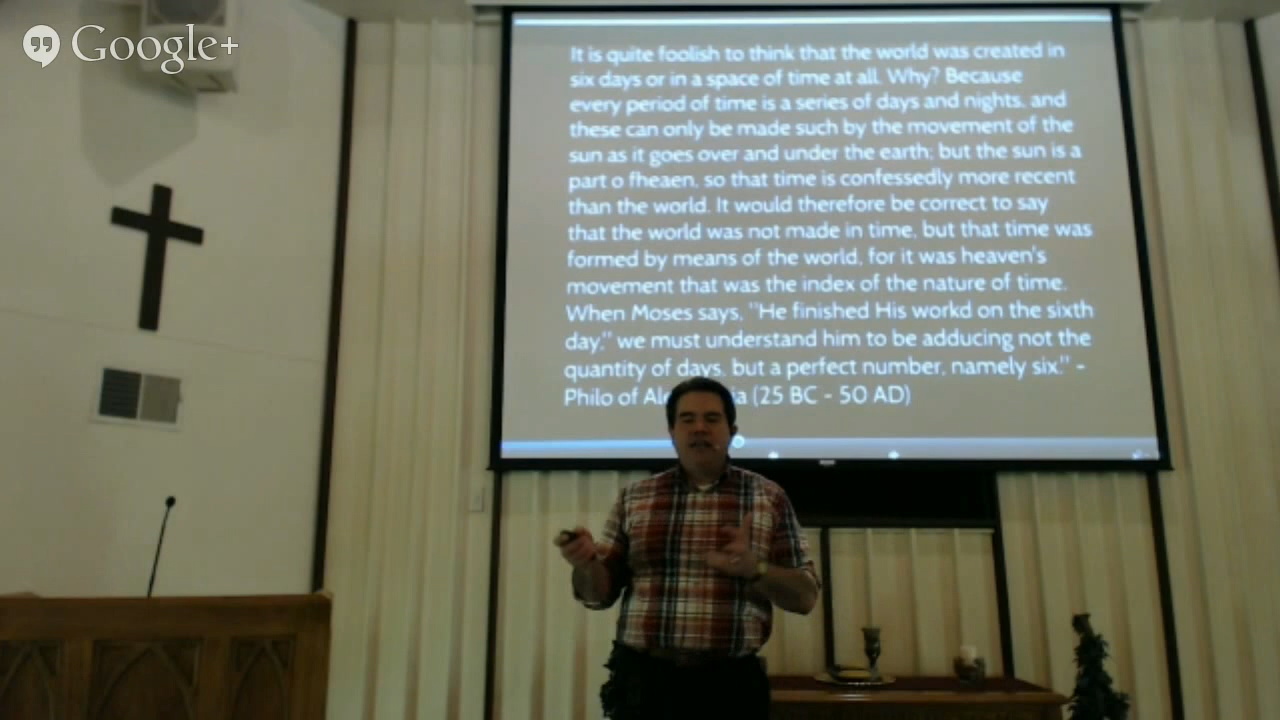 Google+
It is quite foolish to think that the world was created in
six days or in a space of time at all. Why? Because
every period of time is a series of days and nights, and
these can only be made such by the movement of the
sun as it goes over and under the earth; but the sun is a
part o fheaen, so that time is confessedly more recent
than the world. It would therefore be correct to say
that the world was not made in time, but that time was
formed by means of the world, for it was heaven's
movement that was the index of the nature of time.
When Moses says, "He finished His workd on the sixth
day," we must understand him to be adducing not the
quantity of days, but a perfect number, namely six." -
Philo of (25 BC - 50 AD)